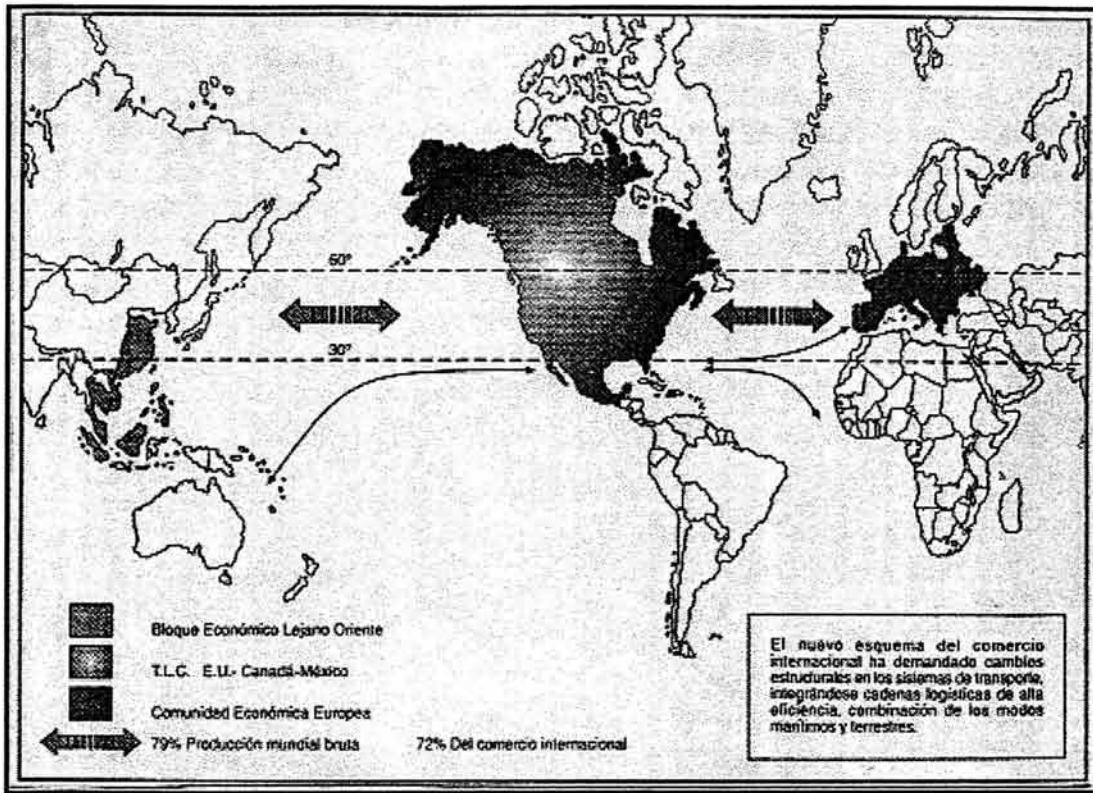 60º
30º
Bloque Económico Lejano Oriente
T.L.C. E.U.- Canadá-México
Comunidad Económica Europea
79% Producción mundial bruta 72% Del comercio internacional
El nuevo esquema del comercio
internacional ha demandado cambios
estructurales en los sistemas de transporte,
integrándose cadenas logísticas de alta
eficiencia, combinación de los modos
marítimos y terrestres.